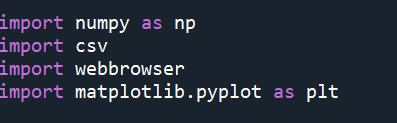 import numpy as np
import csv
import webbrowser
import matplotlib.pyplot as plt